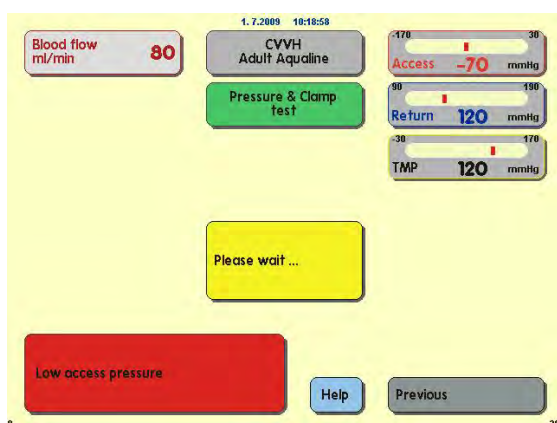 1. 7.2009 10:18:58
Blood flow
ml/min 80
CVVH
Adult Aqualine
-170 30
Access -70 mmHg
Pressure & Clamp
test
90 190
Return 120 mmHg
-30 170
TMP 120 mmHg
Please wait ...
Low access pressure
Help
Previous